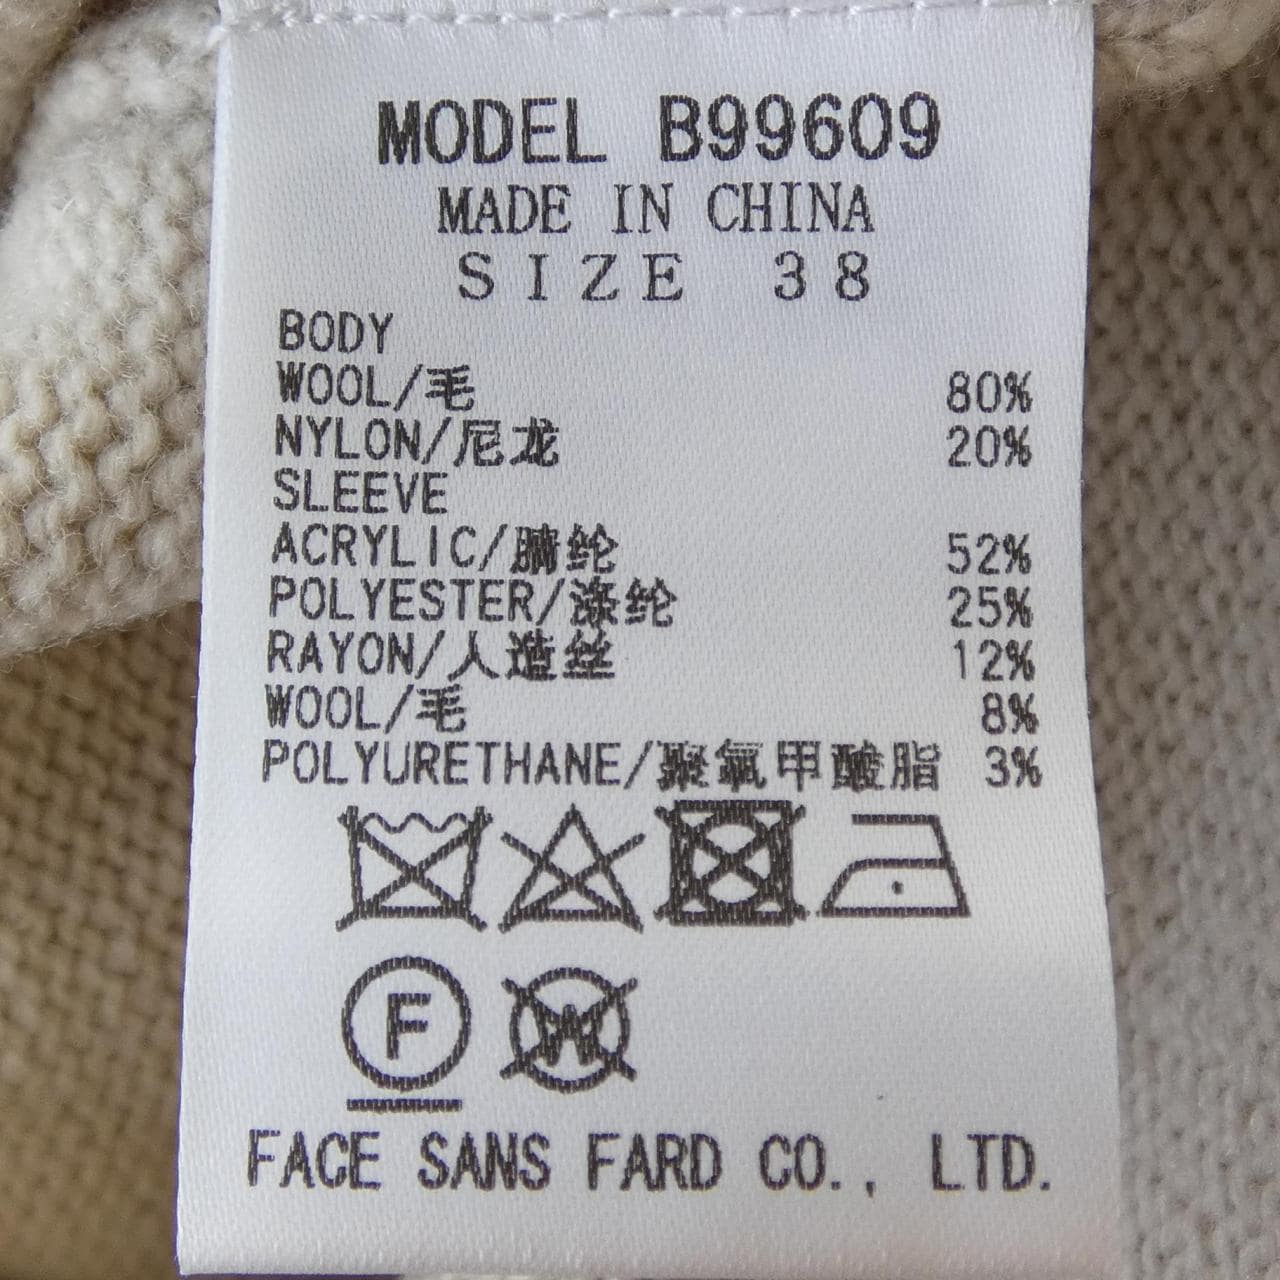 MODEL B99609
MADE IN CHINA
SIZE 38
BODY
WOOL/毛 80%
NYLON/尼龙 20%
SLEEVE
ACRYLIC/腈纶 52%
POLYESTER/涤纶 25%
RAYON/人造丝 12%
WOOL/毛 8%
POLYURETHANE/聚氨甲酸脂 3%
F W
FACE SANS FARD CO., LTD.